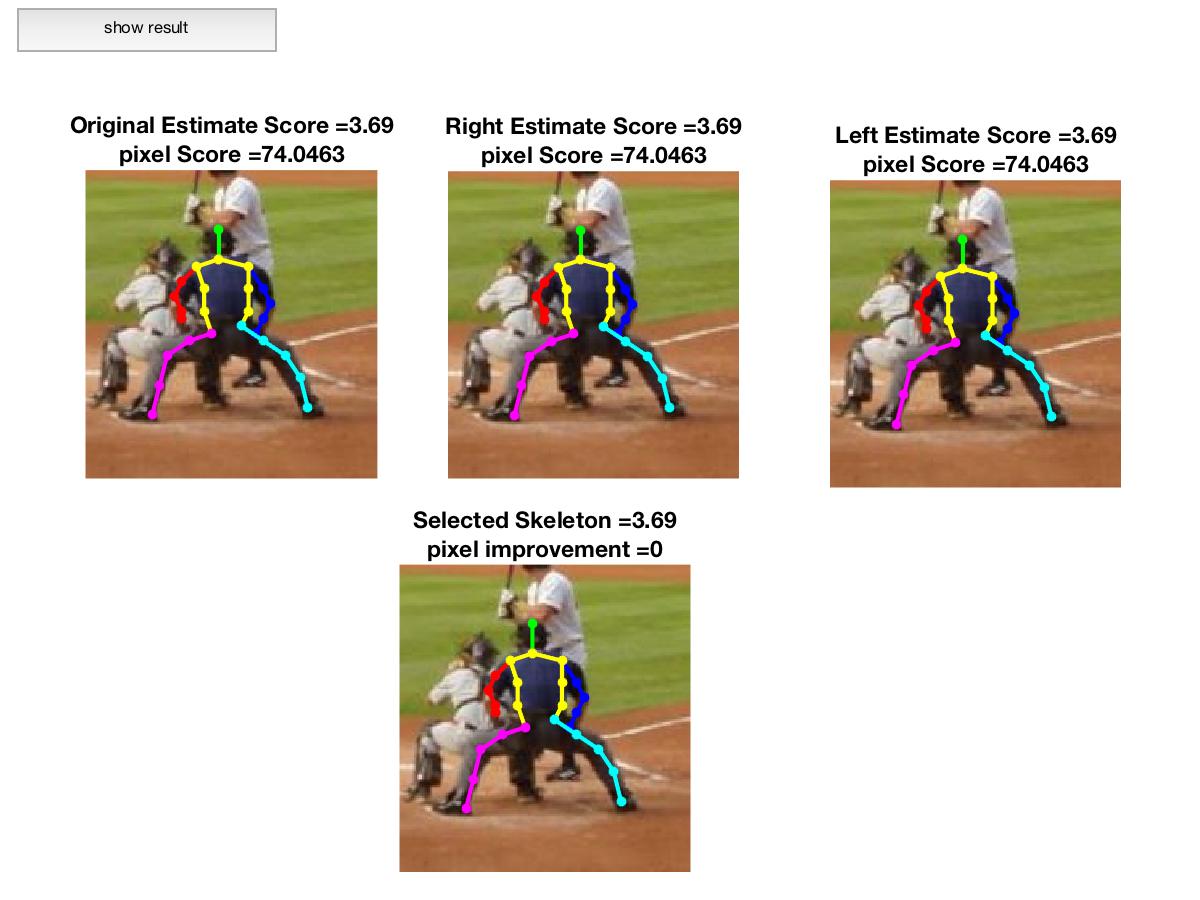 show result
Original Estimate Score =3.69
pixel Score =74.0463
Right Estimate Score =3.69
pixel Score =74.0463
Left Estimate Score =3.69
pixel Score =74.0463
Selected Skeleton =3.69
pixel improvement =0